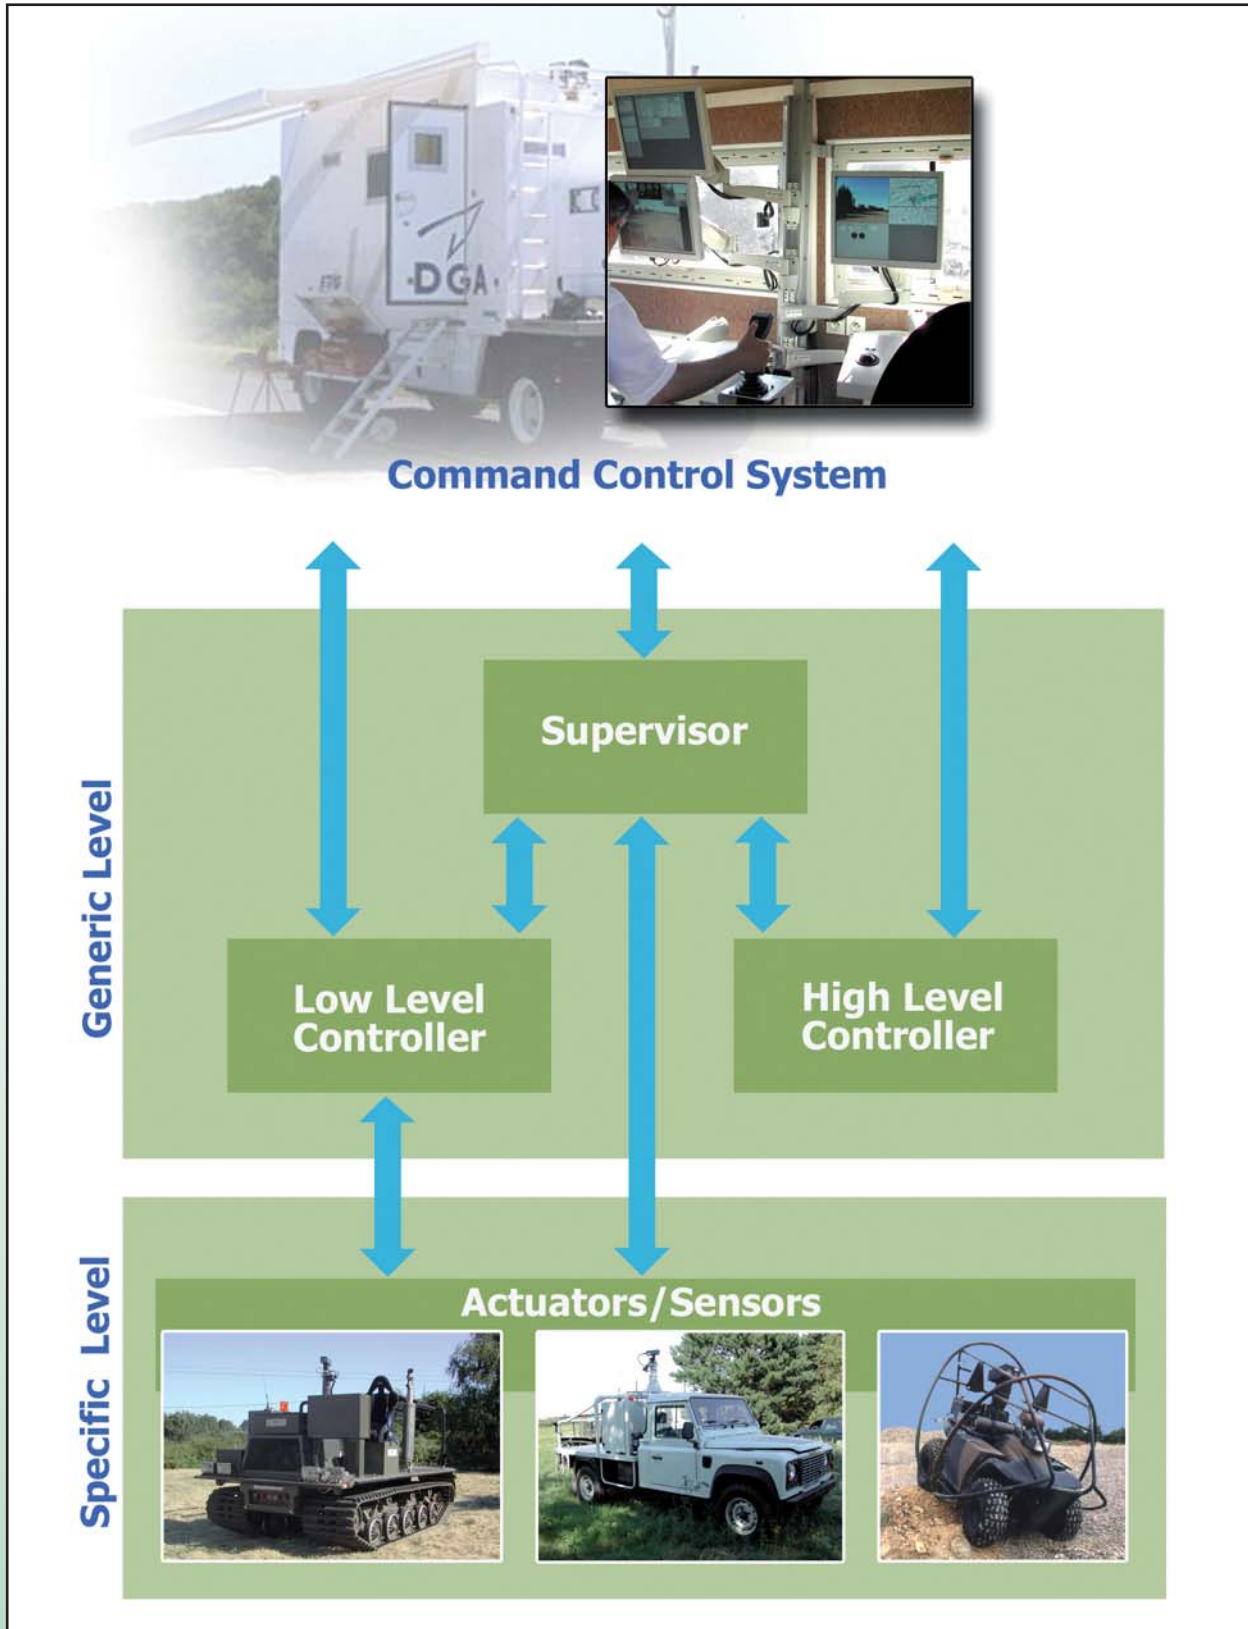 ·DGA·
Command Control System
Generic Level
Supervisor
Low Level
Controller
High Level
Controller
Specific Level
Actuators/Sensors